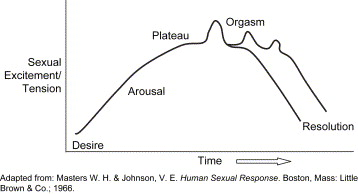 Orgasm
Plateau
Sexual
Excitement/
Tension
Arousal
Resolution
Desire
Time
Adapted from: Masters W. H. & Johnson, V. E. Human Sexual Response. Boston, Mass: Little
Brown & Co.; 1966.